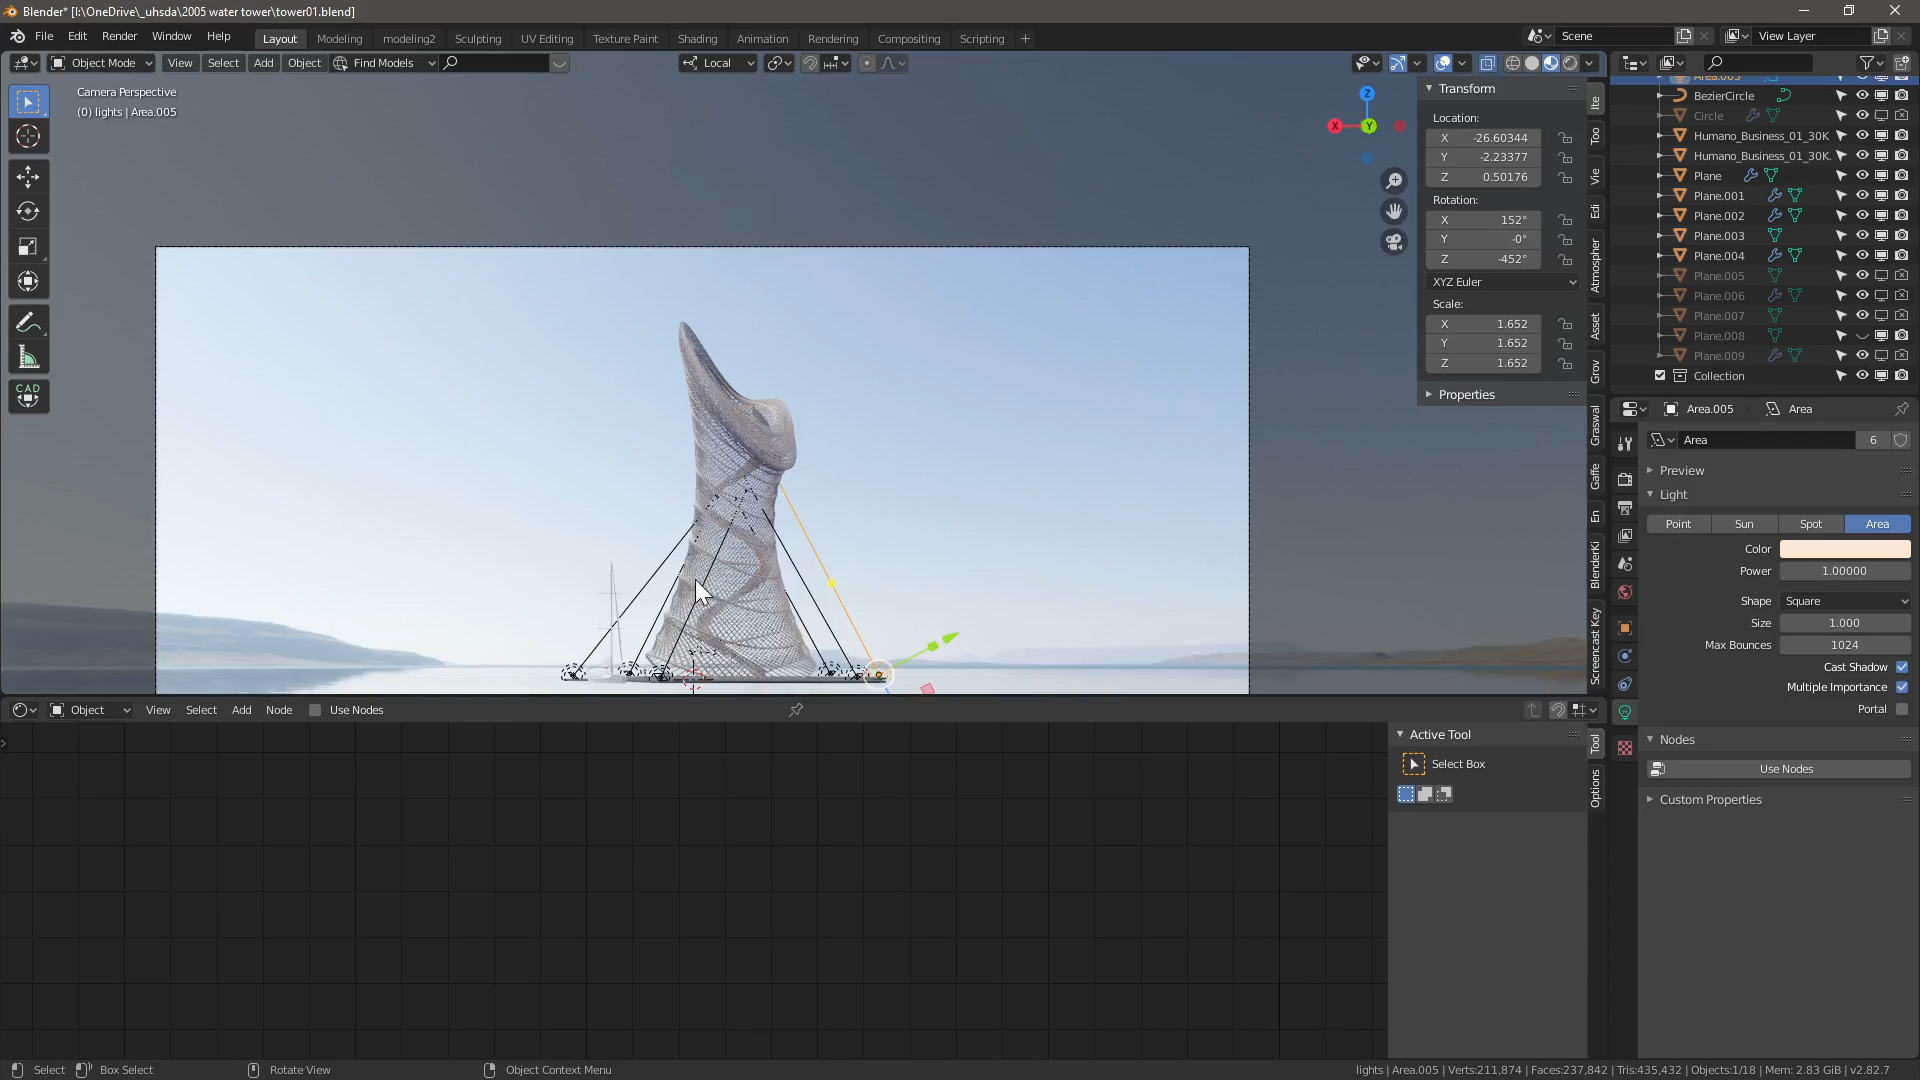 Blender* [I:\OneDrive\_uhsda\2005 water tower\tower01.blend]
File Edit Render Window Help Layout Modeling modeling2 Sculpting UV Editing Texture Paint Shading Animation Rendering Compositing Scripting + Scene View Layer
Object Mode View Select Add Object Find Models Local
Camera Perspective
(0) lights | Area.005
Z
X
Y
Transform
Location:
X -26.60344
Y -2.23377
Z 0.50176
Rotation:
X 152°
Y -0°
Z -452°
XYZ Euler
Scale:
X 1.652
Y 1.652
Z 1.652
Properties
Ite
Too
Vie
Edi
Atmospher
Asset
Grov
Graswal
Gaffe
En
BlenderKi
Screencast Key
CAD
Area.005
BezierCircle
Circle
Humano_Business_01_30K
Humano_Business_01_30K.
Plane
Plane.001
Plane.002
Plane.003
Plane.004
Plane.005
Plane.006
Plane.007
Plane.008
Plane.009
Collection
Area.005 Area
Area 6
Preview
Light
Point Sun Spot Area
Color
Power 1.00000
Shape Square
Size 1.000
Max Bounces 1024
Cast Shadow
Multiple Importance
Portal
Nodes
Use Nodes
Custom Properties
Object View Select Add Node Use Nodes
Active Tool
Select Box
Tool
Options
Select Box Select Rotate View Object Context Menu
lights | Area.005 | Verts:211,874 | Faces:237,842 | Tris:435,432 | Objects:1/18 | Mem: 2.83 GiB | v2.82.7